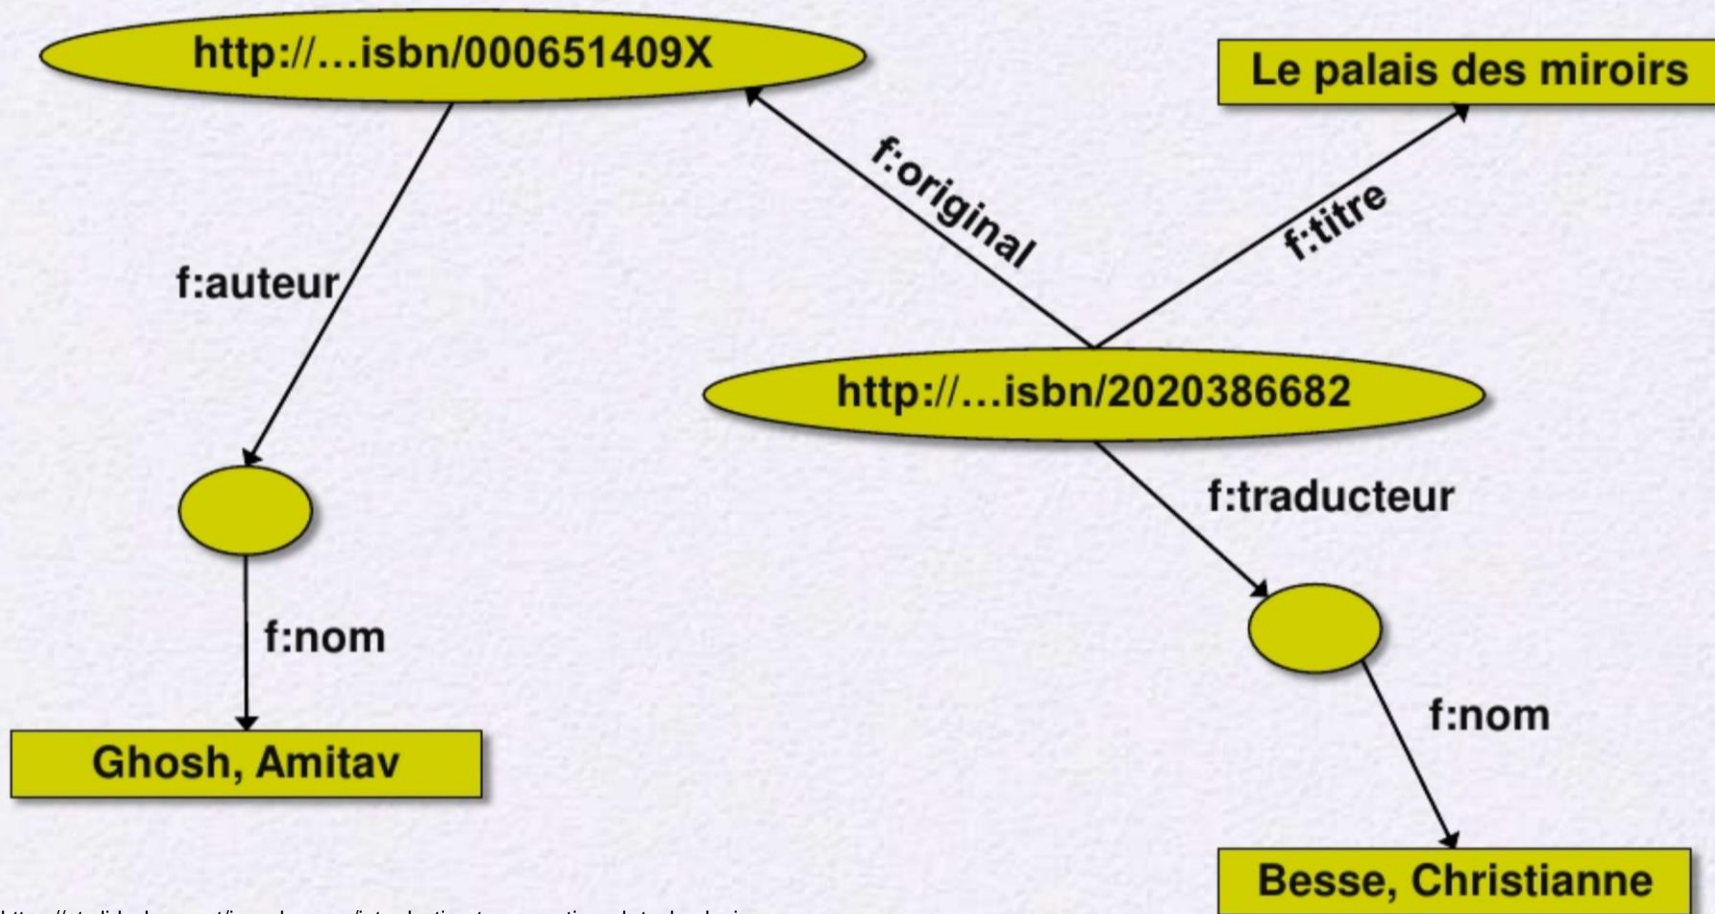 http://…isbn/000651409X
Le palais des miroirs
f:original
f:titre
f:auteur
http://…isbn/2020386682
f:traducteur
f:nom
f:nom
Ghosh, Amitav
Besse, Christianne